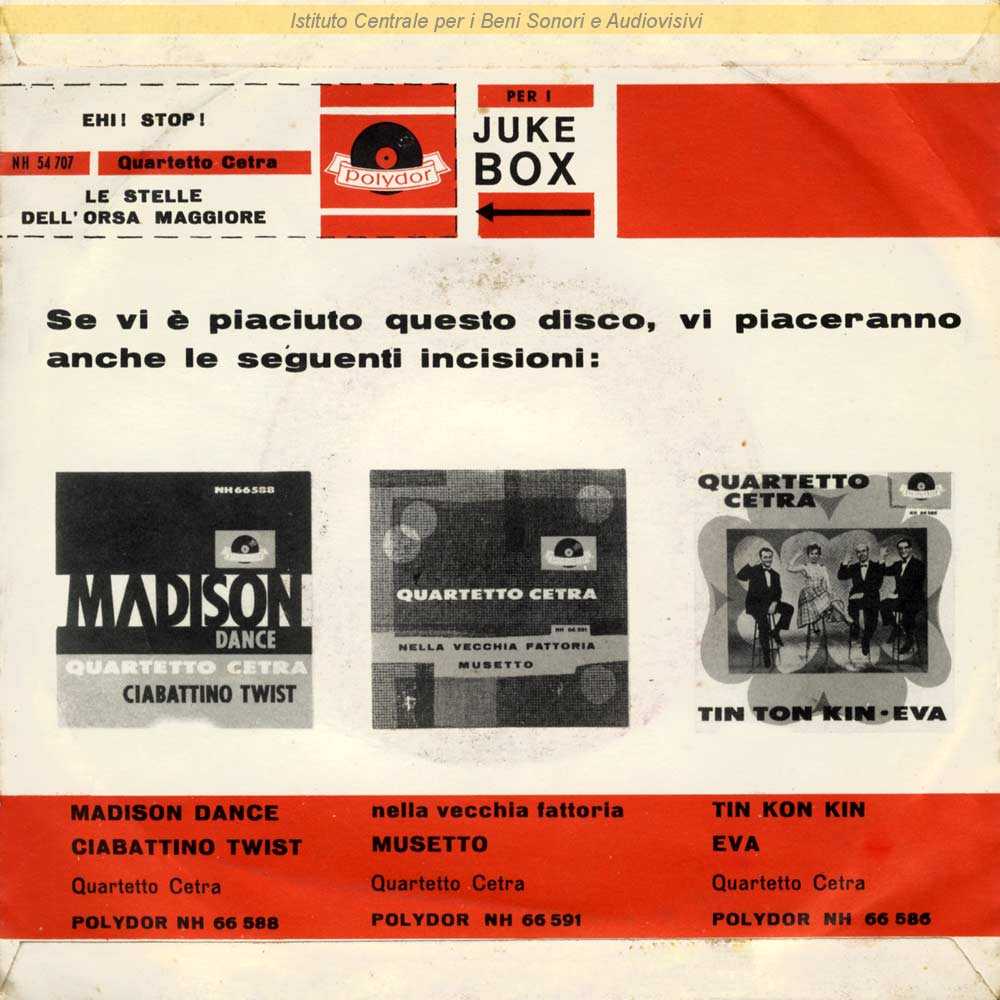 Istituto Centrale per i Beni Sonori e Audiovisivi
EHI! STOP!
NH 54 707
Quartetto Cetra
LE STELLE
DELL'ORSA MAGGIORE
polydor
PER I
JUKE
BOX
Se vi è piaciuto questo disco, vi piaceranno
anche le seguenti incisioni:
NH66588
MADISON
DANCE
QUARTETTO CETRA
CIABATTINO TWIST
QUARTETTO CETRA
NH 66 591
NELLA VECCHIA FATTORIA
MUSETTO
QUARTETTO
CETRA
TIN TON KIN-EVA
MADISON DANCE
CIABATTINO TWIST
Quartetto Cetra
POLYDOR NH 66 588
nella vecchia fattoria
MUSETTO
Quartetto Cetra
POLYDOR NH 66 591
TIN KON KIN
EVA
Quartetto Cetra
POLYDOR NH 66 586